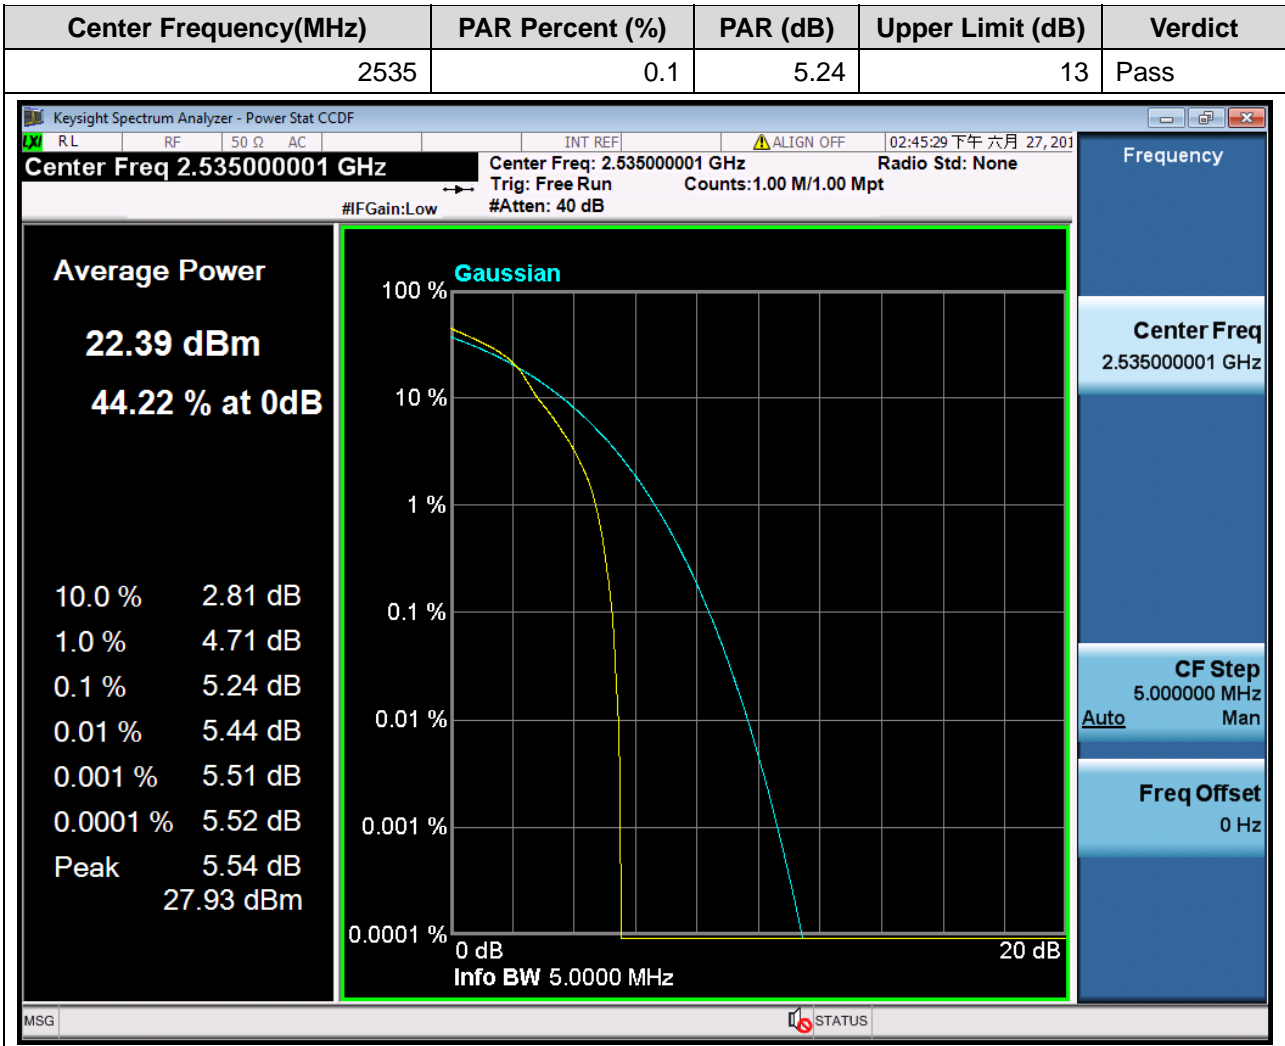 Center Frequency(MHz) PAR Percent (%) PAR (dB) Upper Limit (dB) Verdict
2535 0.1 5.24 13 Pass
Keysight Spectrum Analyzer - Power Stat CCDF
LXI RL RF 50 Ω AC INT REF ALIGN OFF 02:45:29 下午 六月 27, 201
Center Freq 2.535000001 GHz
#IFGain:Low
Center Freq: 2.535000001 GHz Radio Std: None
Trig: Free Run Counts:1.00 M/1.00 Mpt
#Atten: 40 dB
Average Power
22.39 dBm
44.22 % at 0dB
10.0 % 2.81 dB
1.0 % 4.71 dB
0.1 % 5.24 dB
0.01 % 5.44 dB
0.001 % 5.51 dB
0.0001 % 5.52 dB
Peak 5.54 dB
27.93 dBm
Gaussian
100 %
10 %
1 %
0.1 %
0.01 %
0.001 %
0.0001 %
0 dB 20 dB
Info BW 5.0000 MHz
Frequency
Center Freq
2.535000001 GHz
CF Step
5.000000 MHz
Auto Man
Freq Offset
0 Hz
MSG STATUS